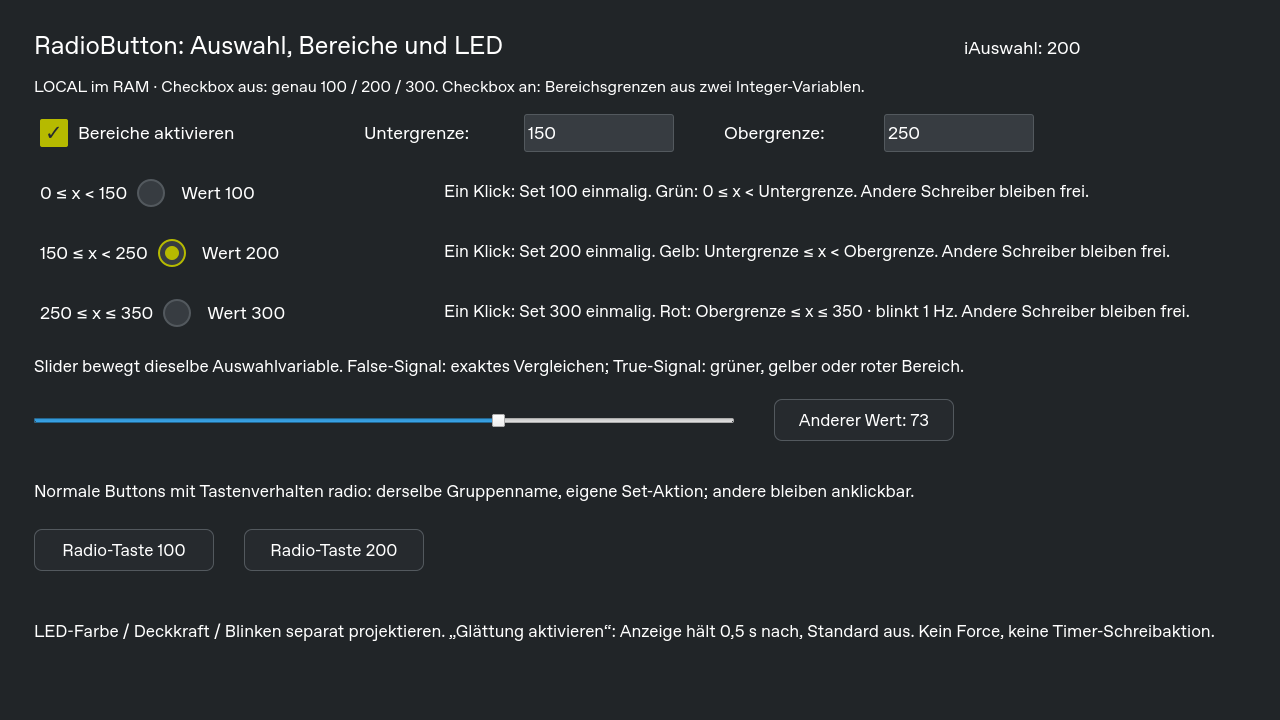 RadioButton: Auswahl, Bereiche und LED
iAuswahl: 200
LOCAL im RAM · Checkbox aus: genau 100 / 200 / 300. Checkbox an: Bereichsgrenzen aus zwei Integer-Variablen.
✓ Bereiche aktivieren Untergrenze: 150 Obergrenze: 250
0 ≤ x < 150 Wert 100 Ein Klick: Set 100 einmalig. Grün: 0 ≤ x < Untergrenze. Andere Schreiber bleiben frei.
150 ≤ x < 250 Wert 200 Ein Klick: Set 200 einmalig. Gelb: Untergrenze ≤ x < Obergrenze. Andere Schreiber bleiben frei.
250 ≤ x ≤ 350 Wert 300 Ein Klick: Set 300 einmalig. Rot: Obergrenze ≤ x ≤ 350 · blinkt 1 Hz. Andere Schreiber bleiben frei.
Slider bewegt dieselbe Auswahlvariable. False-Signal: exaktes Vergleichen; True-Signal: grüner, gelber oder roter Bereich.
Anderer Wert: 73
Normale Buttons mit Tastenverhalten radio: derselbe Gruppenname, eigene Set-Aktion; andere bleiben anklickbar.
Radio-Taste 100 Radio-Taste 200
LED-Farbe / Deckkraft / Blinken separat projektieren. „Glättung aktivieren“: Anzeige hält 0,5 s nach, Standard aus. Kein Force, keine Timer-Schreibaktion.